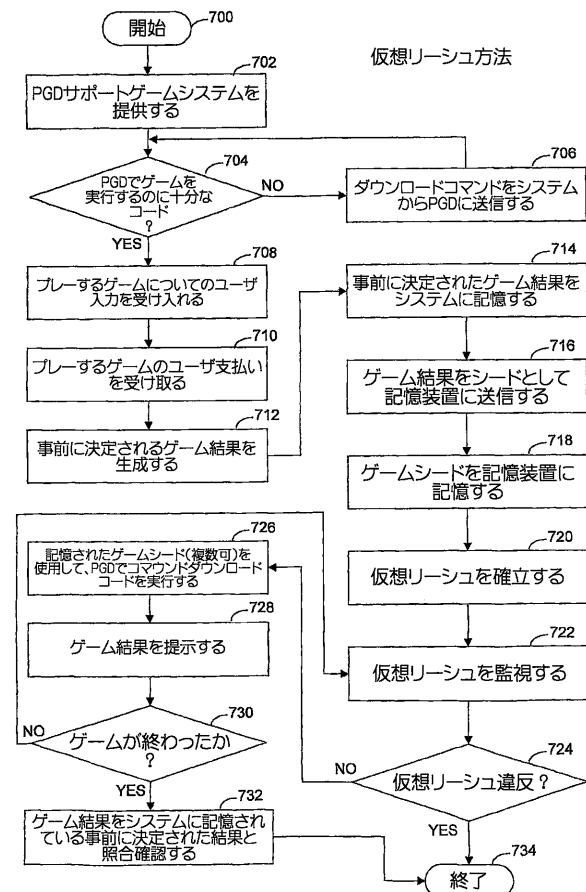 開始
700
仮想リーシュ方法
702
PGDサポートゲームシステムを
提供する
704
PGDでゲームを
実行するのに十分な
コード
?
NO
YES
706
ダウンロードコマンドをシステム
からPGDに送信する
708
プレーするゲームについてのユーザ
入力を受け入れる
710
プレーするゲームのユーザ支払い
を受け取る
712
事前に決定されるゲーム結果を
生成する
714
事前に決定されたゲーム結果を
システムに記憶する
716
ゲーム結果をシードとして
記憶装置に送信する
718
ゲームシードを記憶装置に
記憶する
720
仮想リーシュを確立する
722
仮想リーシュを監視する
724
仮想リーシュ違反?
NO
YES
726
記憶されたゲームシード(複数可)を
使用して、PGDでコマウンドダウンロード
コードを実行する
728
ゲーム結果を提示する
730
ゲームが終わったか
?
NO
YES
732
ゲーム結果をシステムに記憶され
ている事前に決定された結果と
照合確認する
734
終了